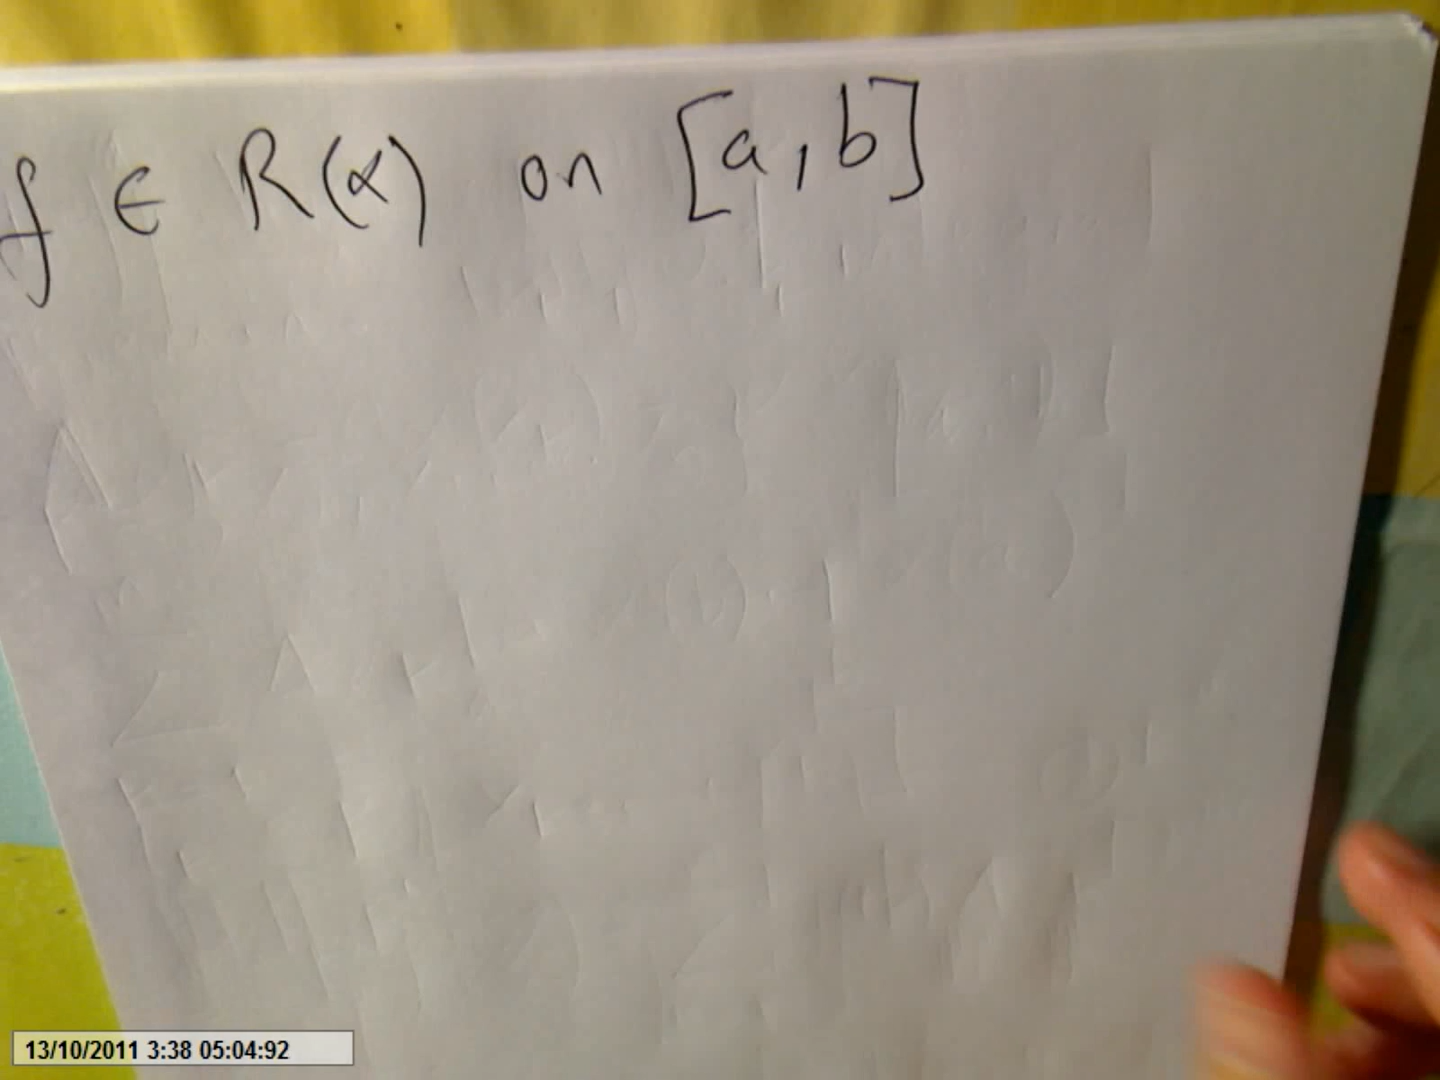 f ∈ R(α) on [a, b]
13/10/2011 3:38 05:04:92